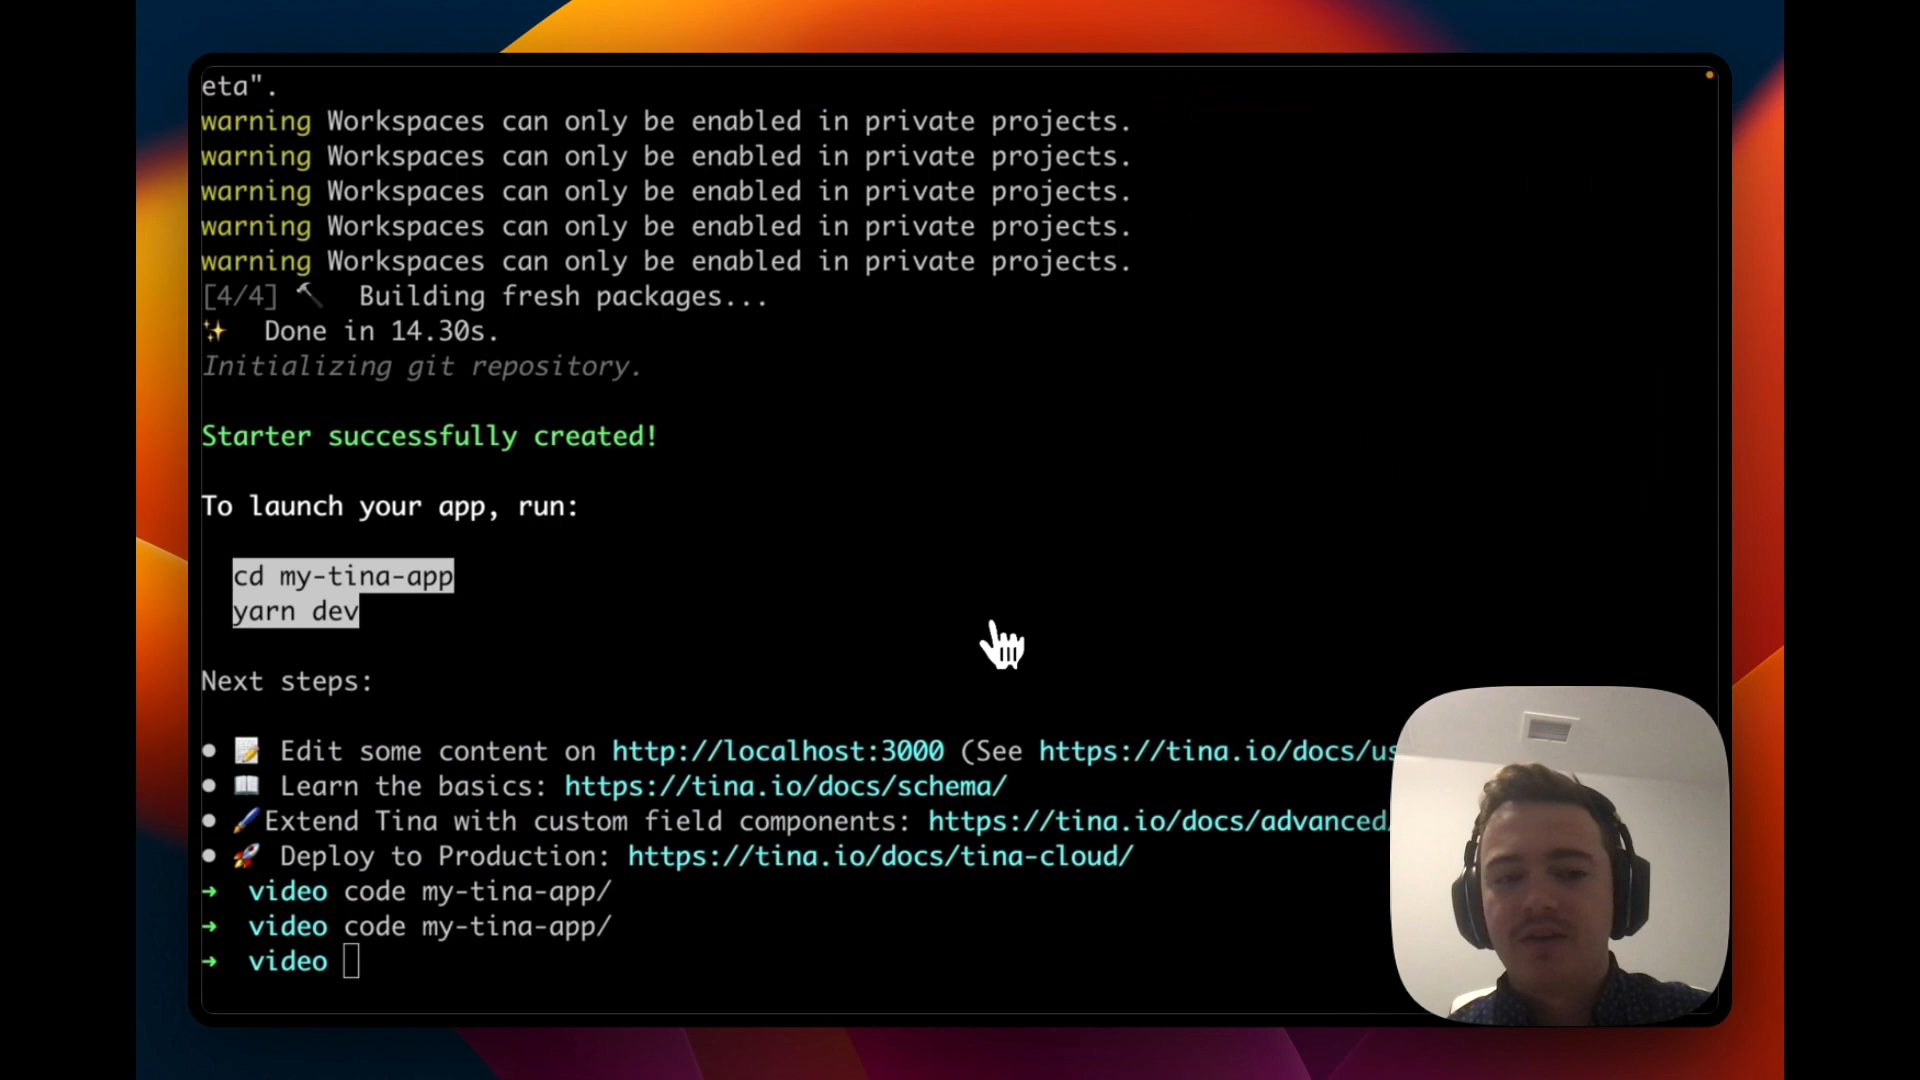 eta".
warning Workspaces can only be enabled in private projects.
warning Workspaces can only be enabled in private projects.
warning Workspaces can only be enabled in private projects.
warning Workspaces can only be enabled in private projects.
warning Workspaces can only be enabled in private projects.
[4/4] 🔨 Building fresh packages...
✨ Done in 14.30s.
Initializing git repository.
Starter successfully created!
To launch your app, run:
cd my-tina-app
yarn dev
Next steps:
● 📝 Edit some content on http://localhost:3000 (See https://tina.io/docs/us
● 📖 Learn the basics: https://tina.io/docs/schema/
● 🖌️Extend Tina with custom field components: https://tina.io/docs/advanced/
● 🚀 Deploy to Production: https://tina.io/docs/tina-cloud/
→ video code my-tina-app/
→ video code my-tina-app/
→ video